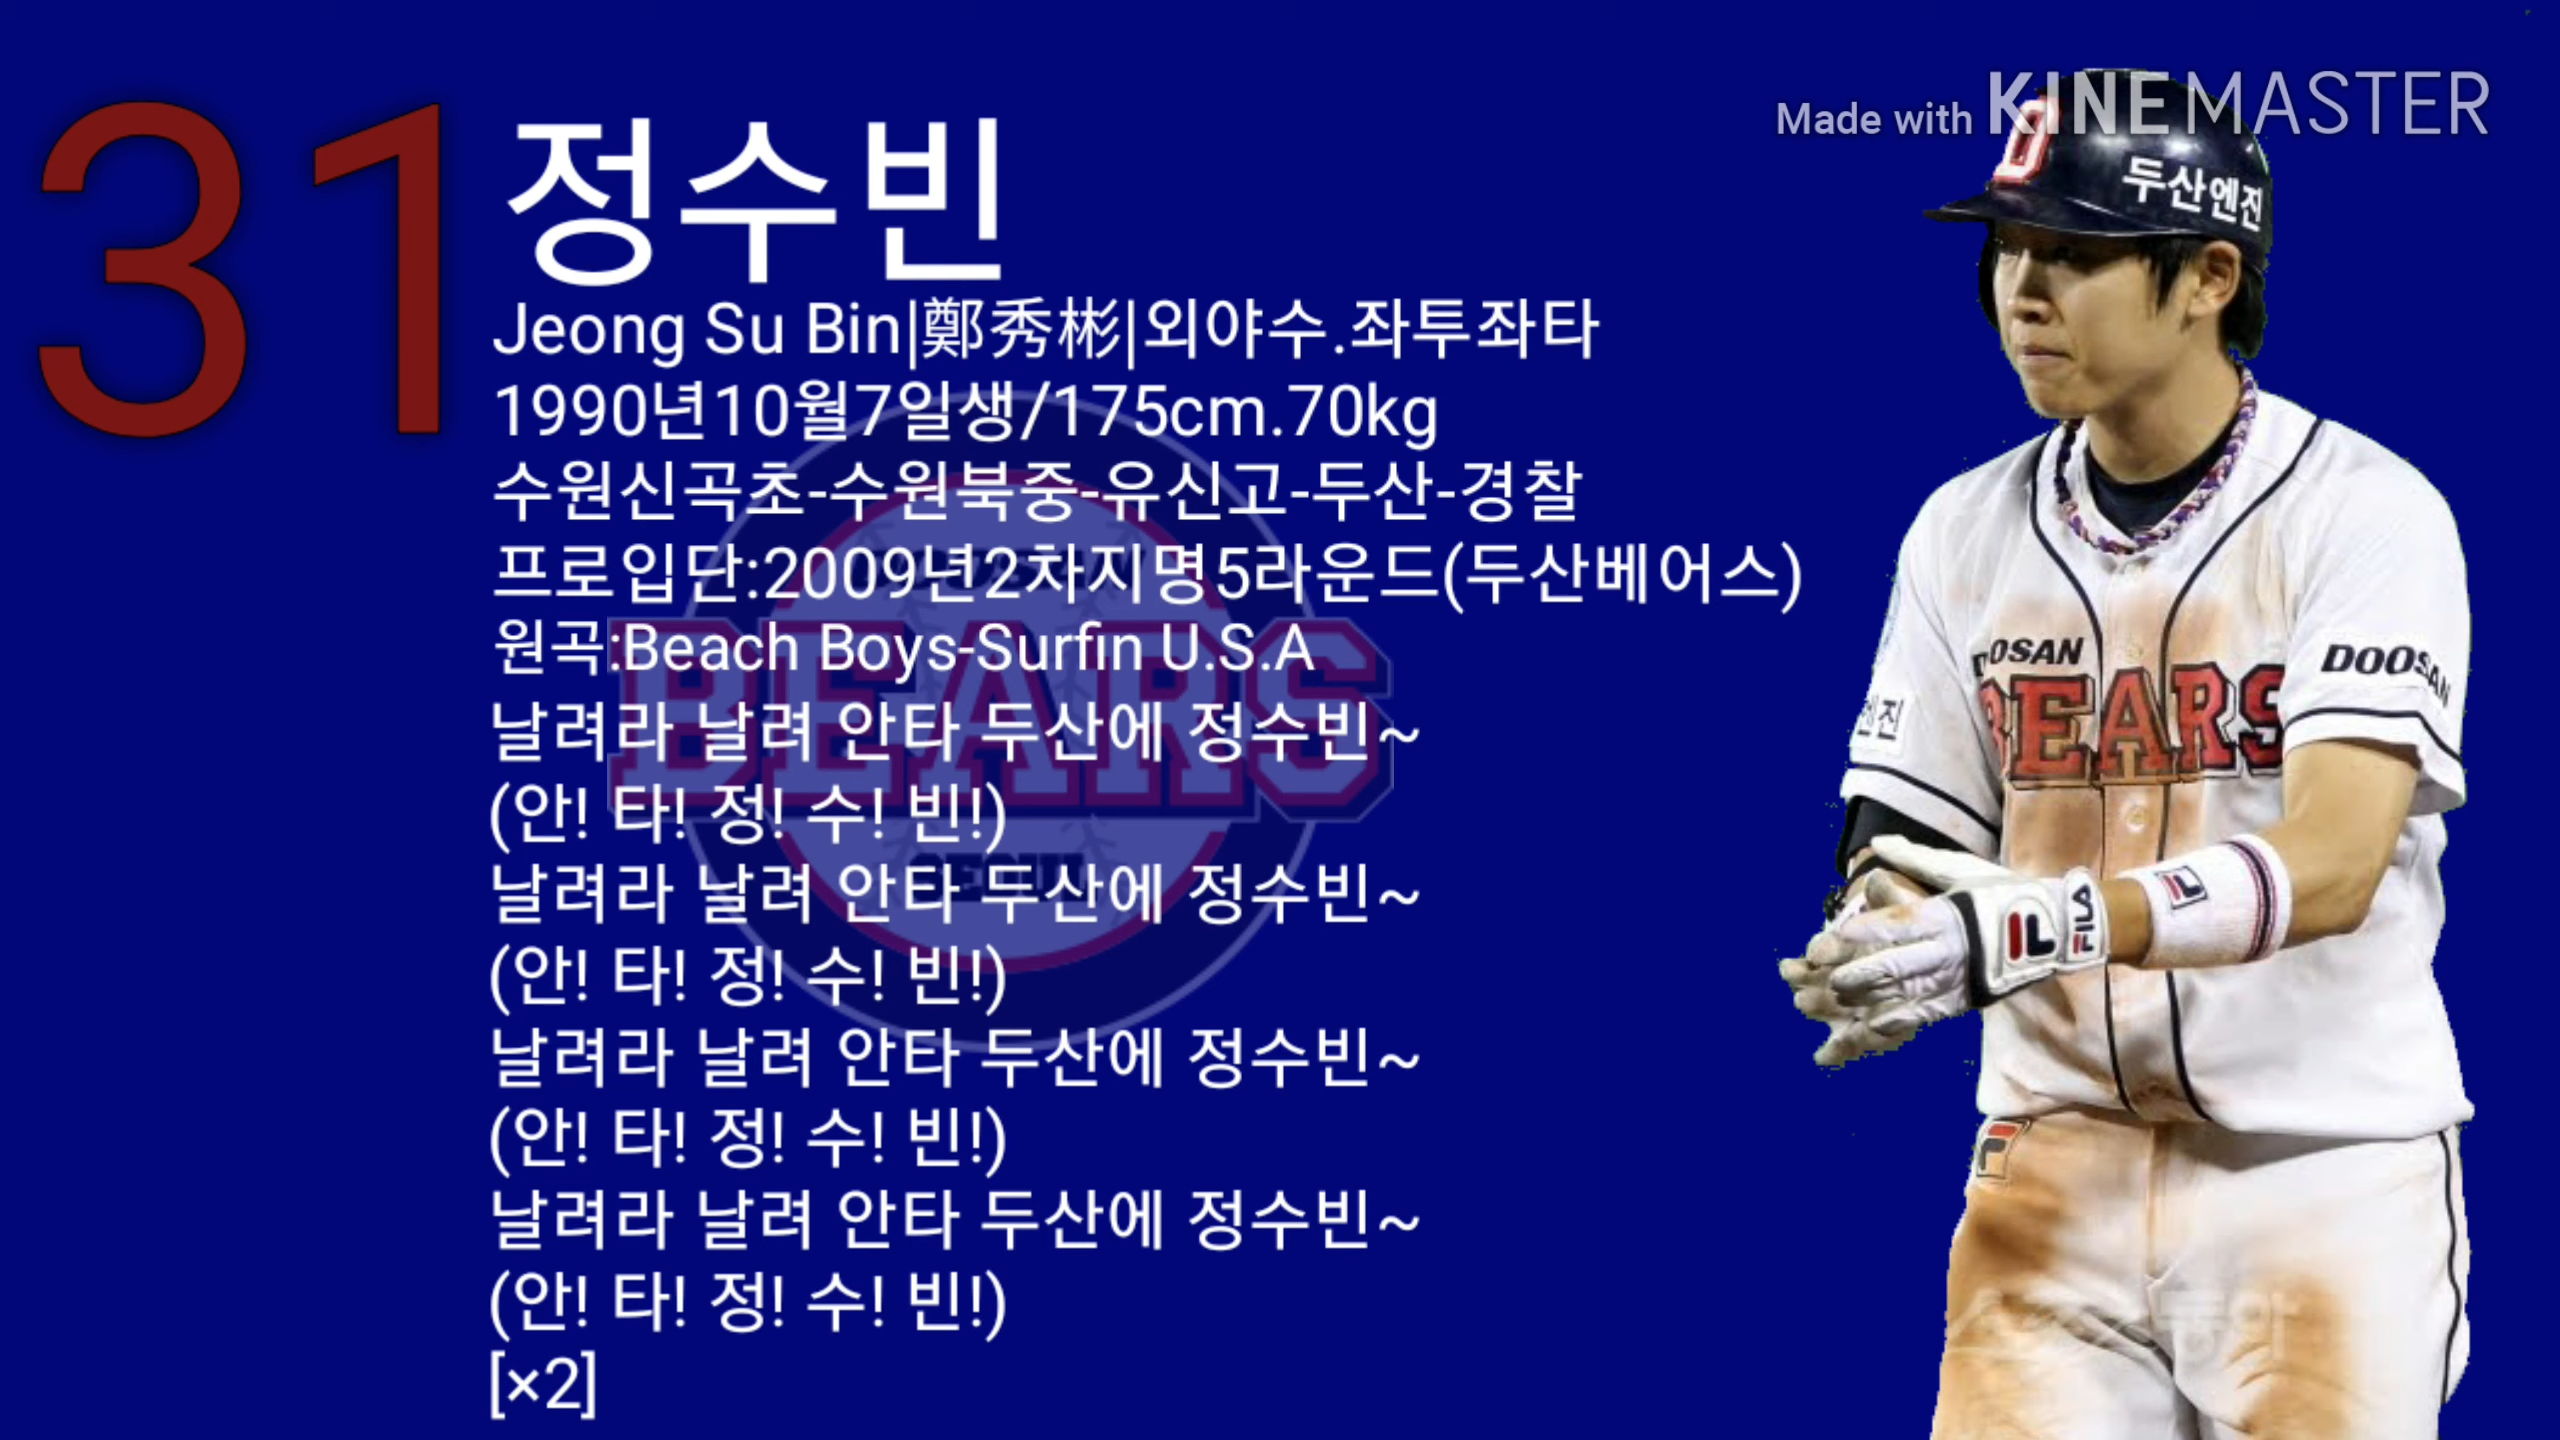 31
정수빈
Jeong Su Bin|鄭秀彬|외야수.좌투좌타
1990년10월7일생/175cm.70kg
수원신곡초-수원북중-유신고-두산-경찰
프로입단:2009년2차지명5라운드(두산베어스)
원곡:Beach Boys-Surfin U.S.A
날려라 날려 안타 두산에 정수빈~
(안! 타! 정! 수! 빈!)
날려라 날려 안타 두산에 정수빈~
(안! 타! 정! 수! 빈!)
날려라 날려 안타 두산에 정수빈~
(안! 타! 정! 수! 빈!)
날려라 날려 안타 두산에 정수빈~
(안! 타! 정! 수! 빈!)
[×2]
BEARS
Made with KINEMASTER
D
두산엔진
DOOSAN
BEARS
엔진
FILA